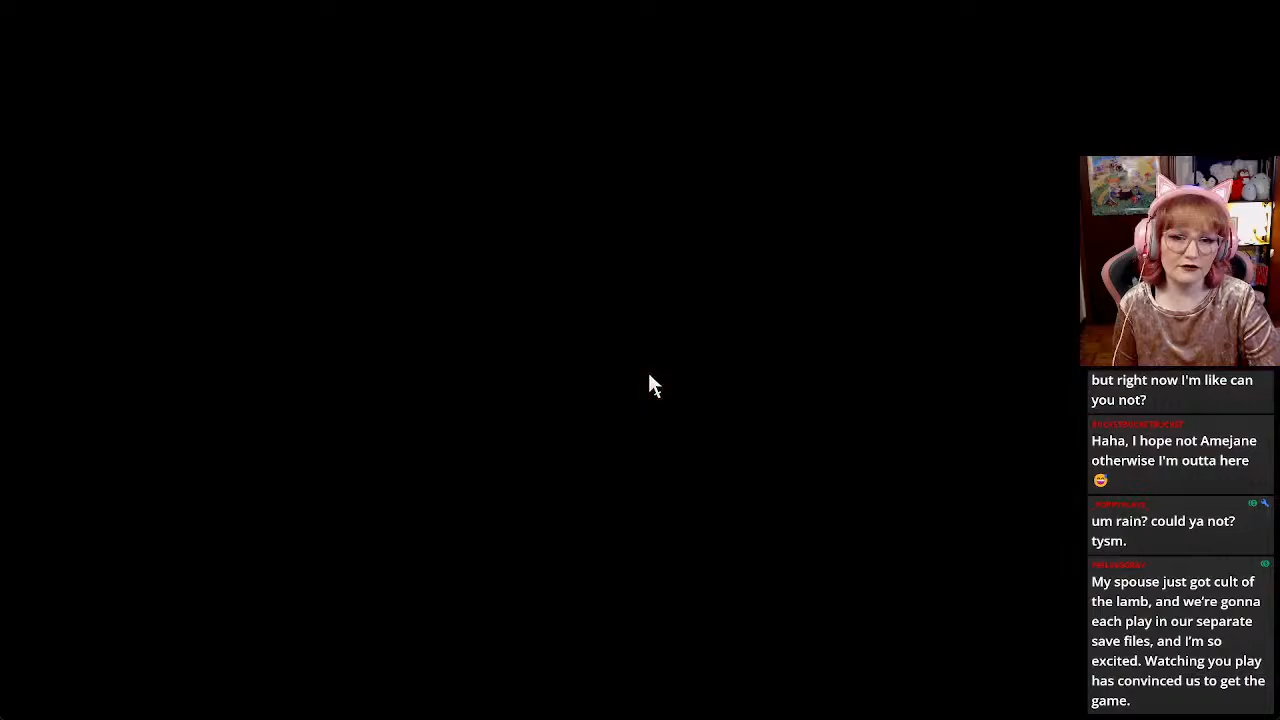 but right now I'm like can
you not?
Haha, I hope not Amejane
otherwise I'm outta here
um rain? could ya not?
tysm.
My spouse just got cult of
the lamb, and we're gonna
each play in our separate
save files, and I'm so
excited. Watching you play
has convinced us to get the
game.